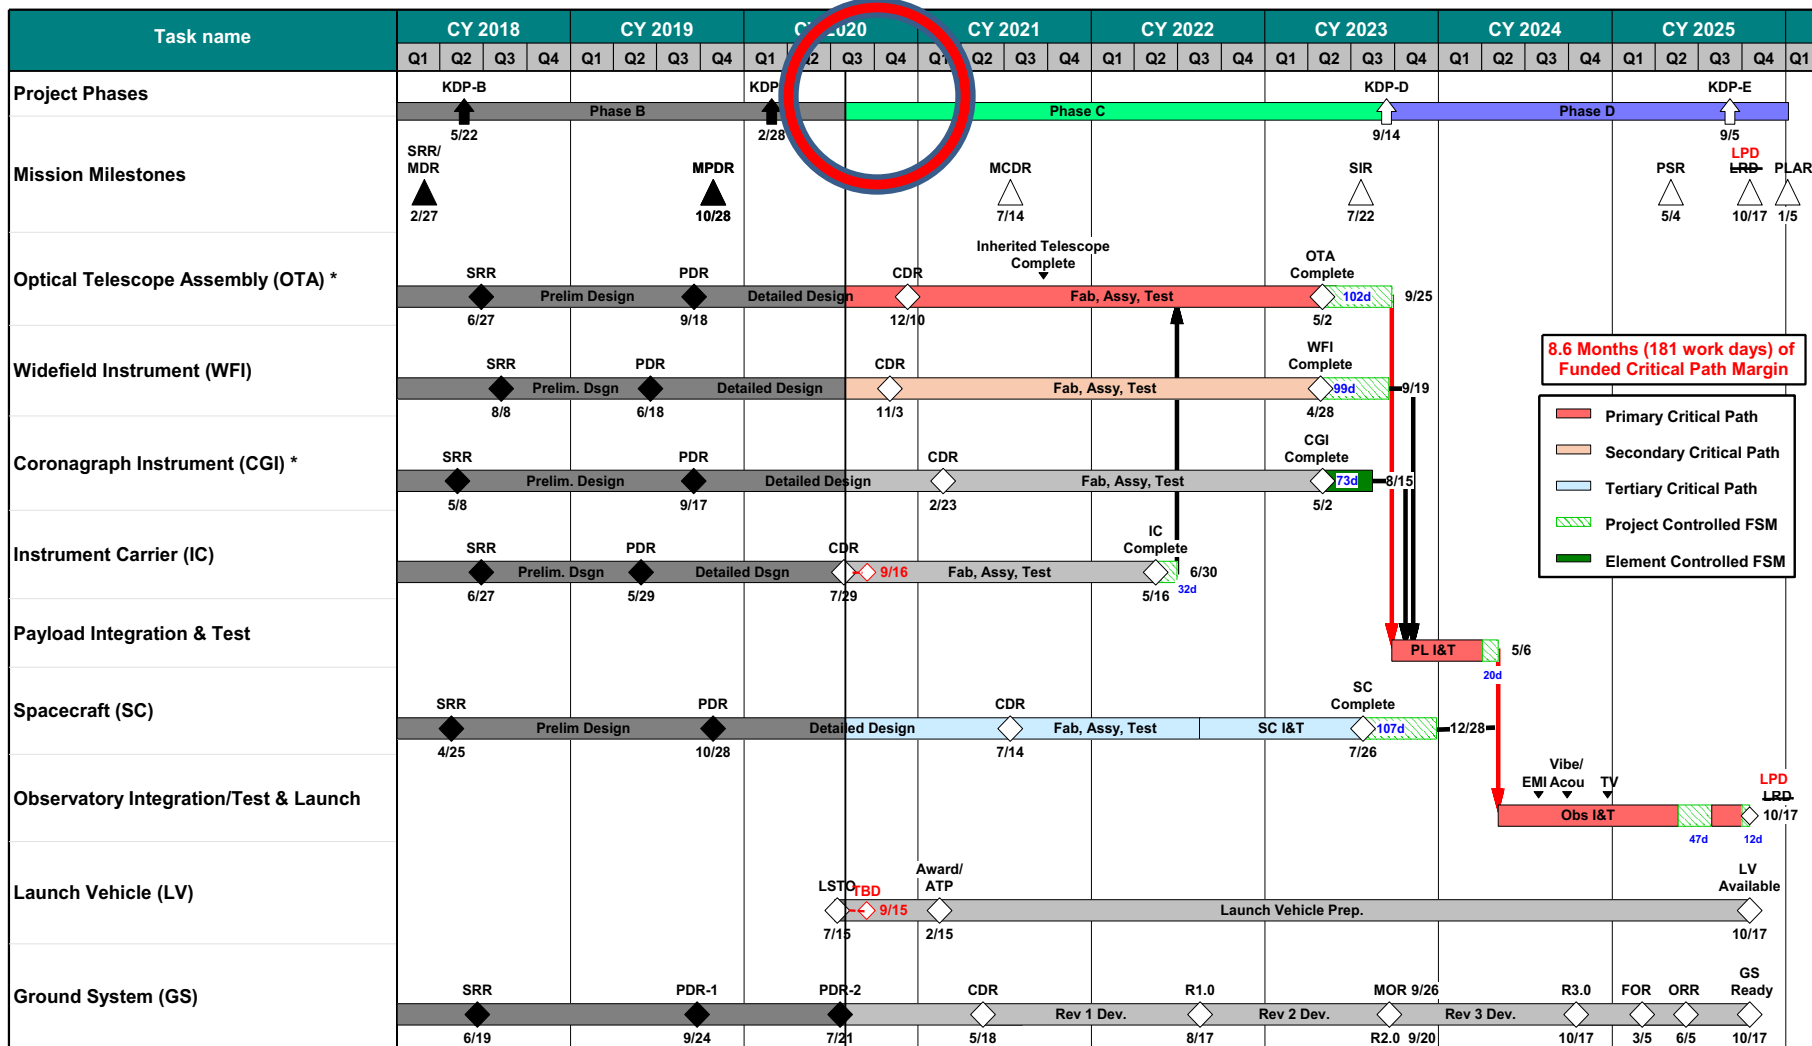 Task name
CY 2018 CY 2019 CY 2020 CY 2021 CY 2022 CY 2023 CY 2024 CY 2025
Q1 Q2 Q3 Q4 Q1 Q2 Q3 Q4 Q1 Q2 Q3 Q4 Q1 Q2 Q3 Q4 Q1 Q2 Q3 Q4 Q1 Q2 Q3 Q4 Q1 Q2 Q3 Q4 Q1 Q2 Q3 Q4 Q1
Project Phases
KDP-B KDP KDP-D KDP-E
Phase B Phase C Phase D
5/22 2/28 9/14 9/5
Mission Milestones
SRR/
MDR MPDR MCDR SIR PSR LPD LRD PLAR
2/27 10/28 7/14 7/22 5/4 10/17 1/5
Optical Telescope Assembly (OTA) *
Inherited Telescope
Complete
SRR PDR CDR OTA
Complete
Prelim Design Detailed Design Fab, Assy, Test 102d 9/25
6/27 9/18 12/10 5/2
8.6 Months (181 work days) of
Funded Critical Path Margin
Widefield Instrument (WFI)
SRR PDR CDR WFI
Complete
Prelim. Dsgn Detailed Design Fab, Assy, Test 99d 9/19
8/8 6/18 11/3 4/28
Primary Critical Path
Secondary Critical Path
Tertiary Critical Path
Project Controlled FSM
Element Controlled FSM
Coronagraph Instrument (CGI) *
SRR PDR CDR CGI
Complete
Prelim. Design Detailed Design Fab, Assy, Test 73d 8/15
5/8 9/17 2/23 5/2
Instrument Carrier (IC)
SRR PDR CDR IC
Complete
Prelim. Dsgn Detailed Dsgn 9/16 Fab, Assy, Test 6/30
6/27 5/29 7/29 5/16 32d
Payload Integration & Test
PL I&T 5/6
20d
Spacecraft (SC)
SRR PDR CDR SC
Complete
Prelim Design Detailed Design Fab, Assy, Test SC I&T 107d 12/28
4/25 10/28 7/14 7/26
Observatory Integration/Test & Launch
EMI Vibe/
Acou TV LPD
LRD
Obs I&T 10/17
47d 12d
Launch Vehicle (LV)
LSTO TBD Award/
ATP LV
Available
9/15 Launch Vehicle Prep.
7/15 2/15 10/17
Ground System (GS)
SRR PDR-1 PDR-2 CDR R1.0 MOR 9/26 R3.0 FOR ORR GS
Ready
Rev 1 Dev. Rev 2 Dev. Rev 3 Dev.
6/19 9/24 7/21 5/18 8/17 R2.0 9/20 10/17 3/5 6/5 10/17